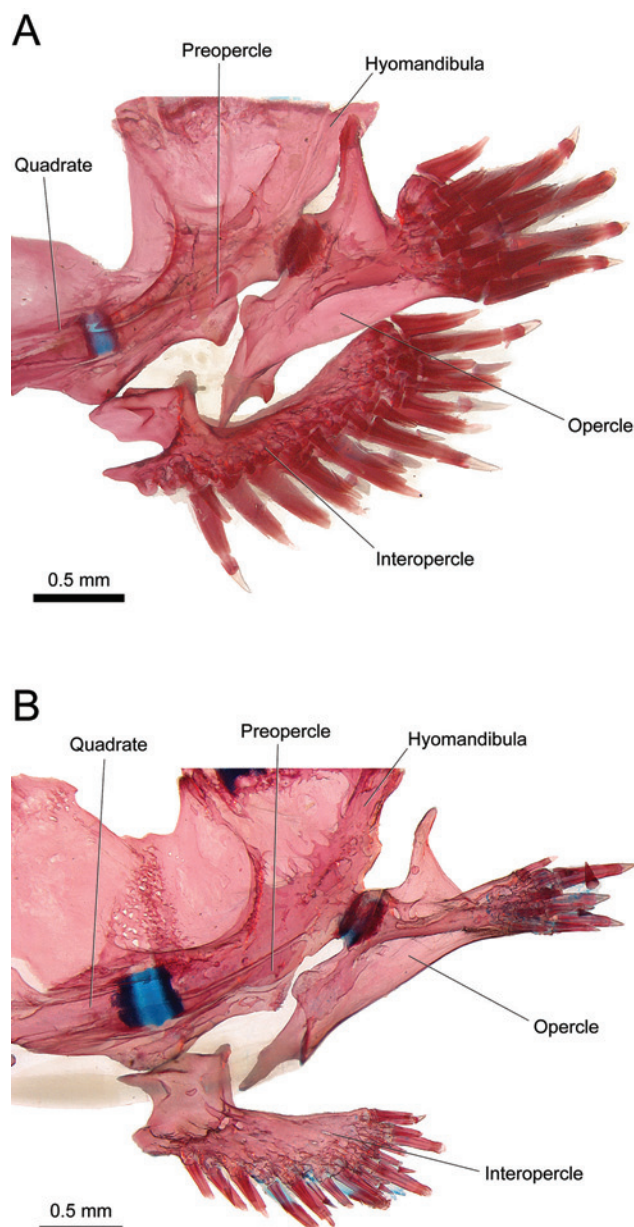 A
Preopercle
Hyomandibula
Quadrate
Opercle
Interopercle
0.5 mm
B
Preopercle
Quadrate
Hyomandibula
Opercle
Interopercle
0.5 mm